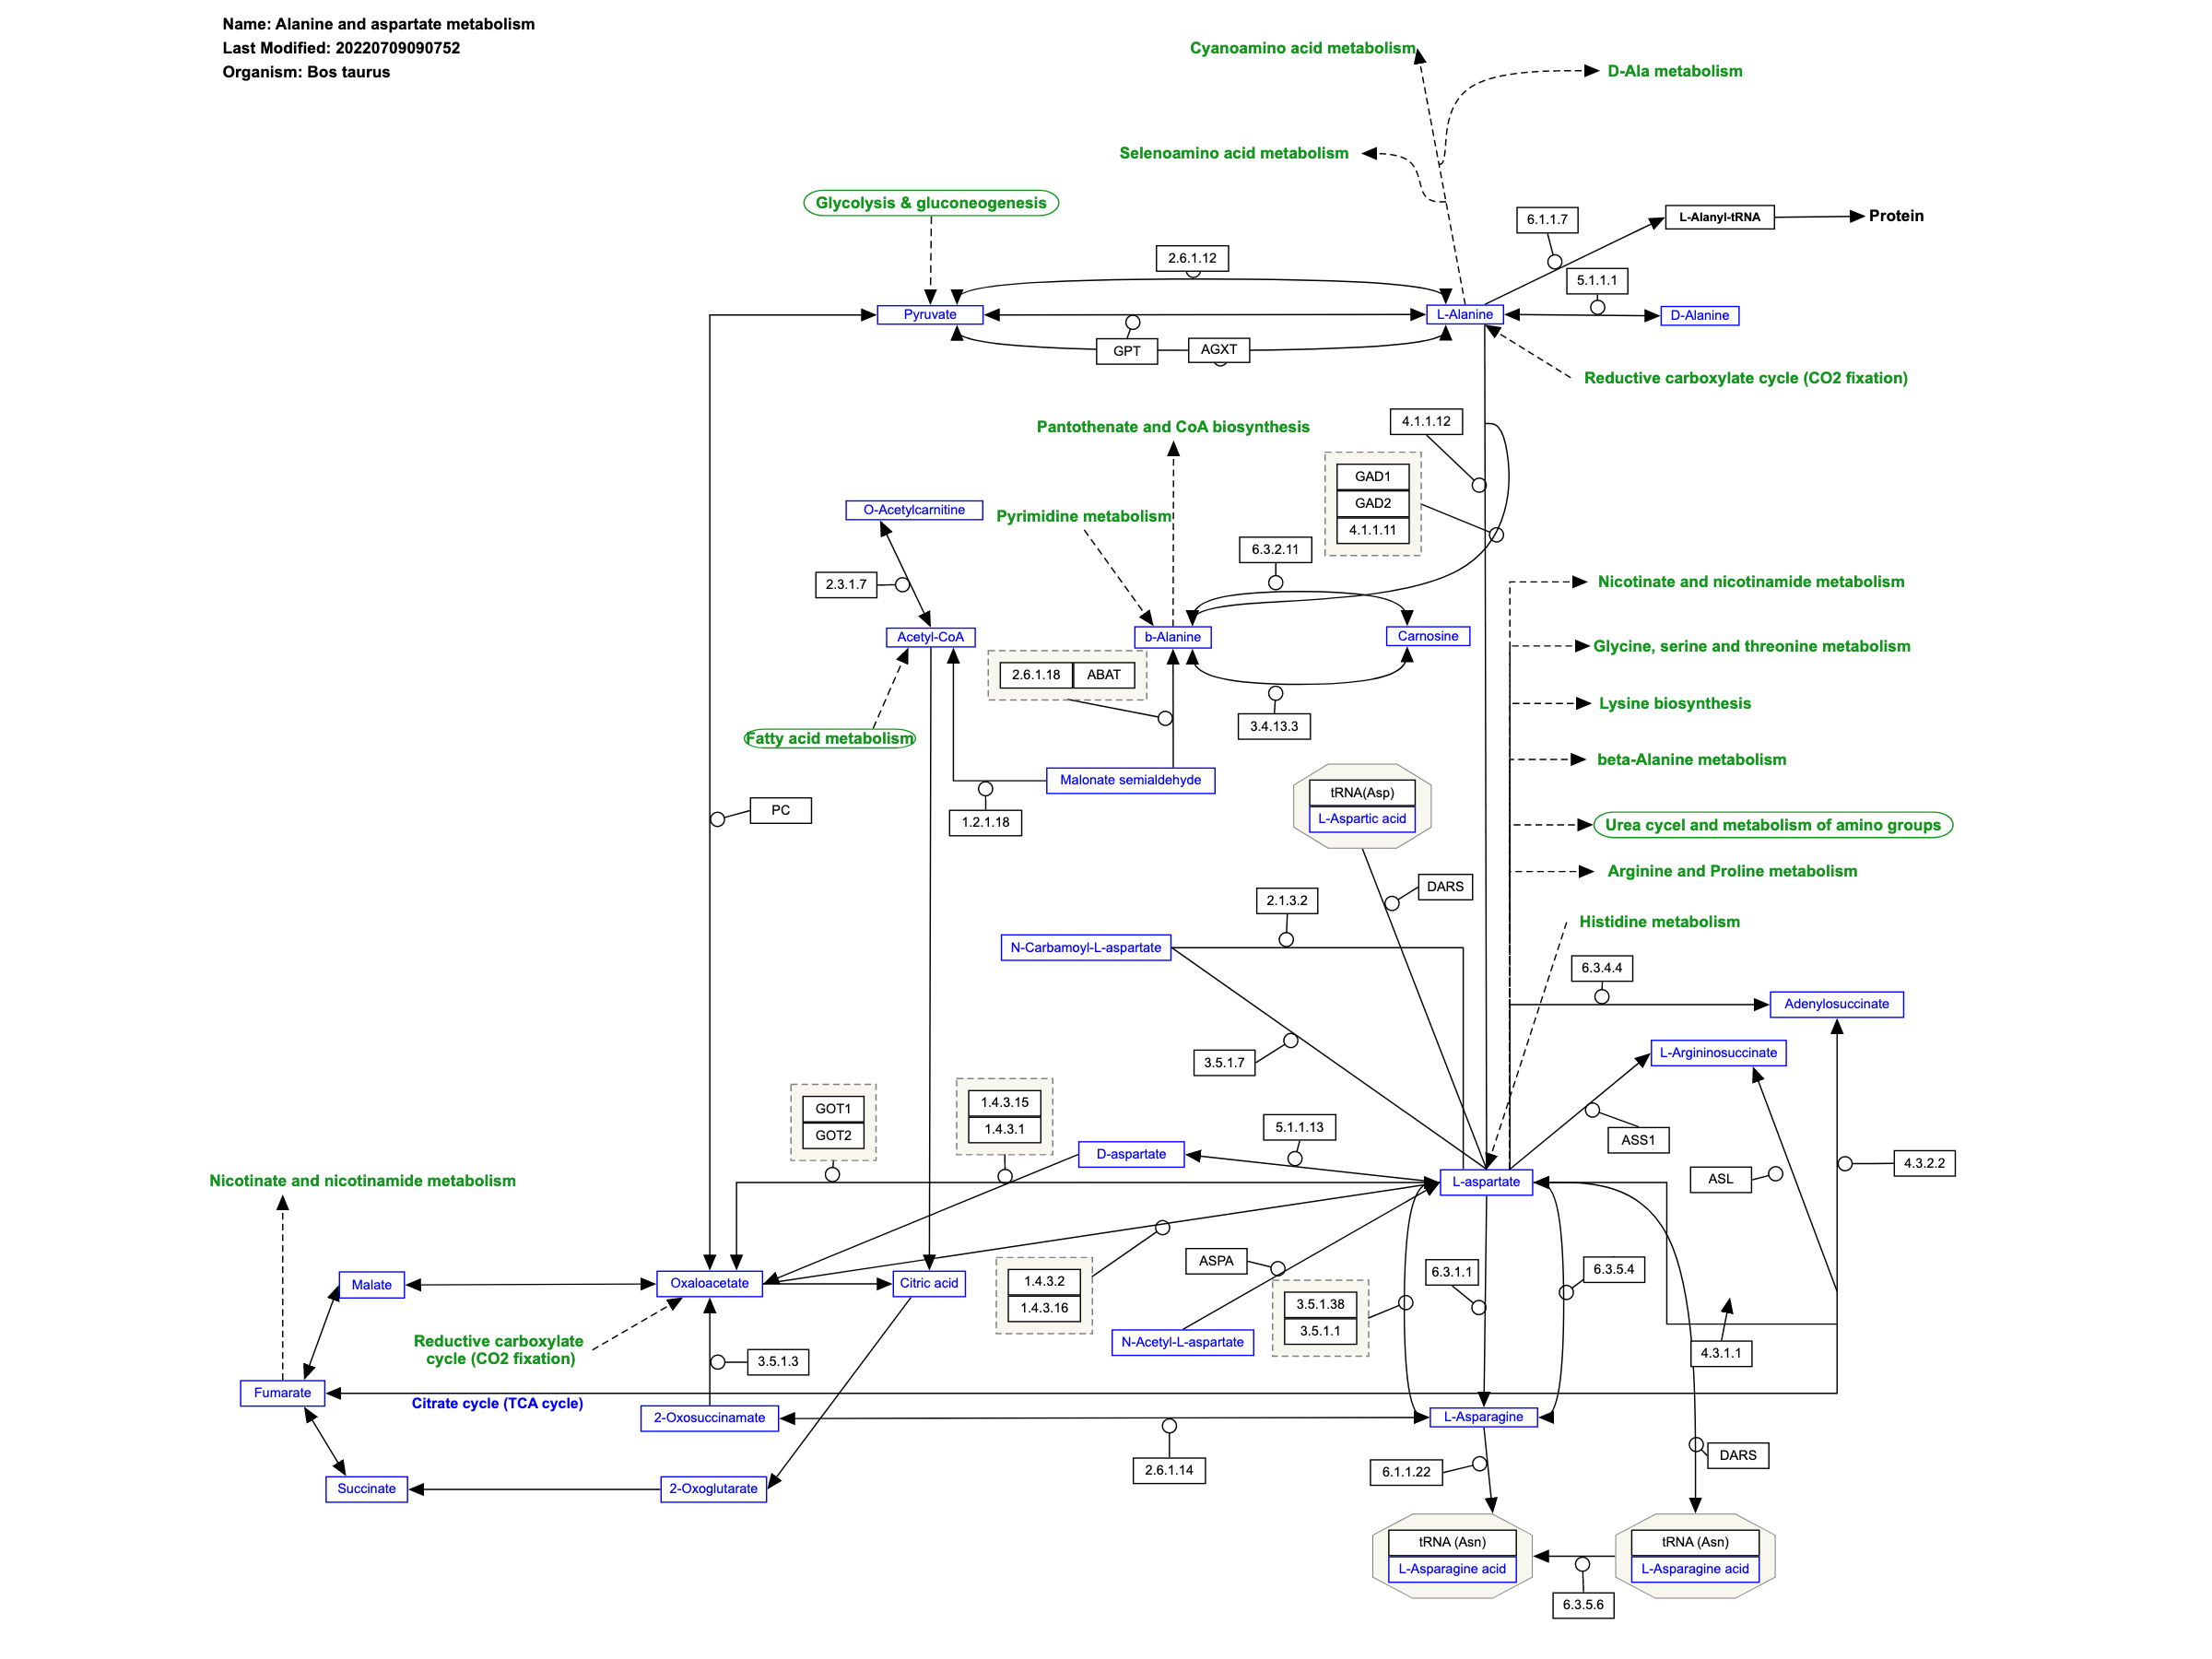 Name: Alanine and aspartate metabolism
Last Modified: 20220709090752
Organism: Bos taurus
Cyanoamino acid metabolism
D-Ala metabolism
Selenoamino acid metabolism
Glycolysis & gluconeogenesis
6.1.1.7
L-Alanyl-tRNA
Protein
2.6.1.12
5.1.1.1
Pyruvate
L-Alanine
D-Alanine
GPT
AGXT
Reductive carboxylate cycle (CO2 fixation)
4.1.1.12
Pantothenate and CoA biosynthesis
GAD1
GAD2
4.1.1.11
O-Acetylcarnitine
Pyrimidine metabolism
6.3.2.11
2.3.1.7
Nicotinate and nicotinamide metabolism
Acetyl-CoA
b-Alanine
Carnosine
Glycine, serine and threonine metabolism
2.6.1.18
ABAT
Lysine biosynthesis
3.4.13.3
Fatty acid metabolism
beta-Alanine metabolism
Malonate semialdehyde
tRNA(Asp)
L-Aspartic acid
PC
1.2.1.18
Urea cycel and metabolism of amino groups
Arginine and Proline metabolism
DARS
2.1.3.2
Histidine metabolism
N-Carbamoyl-L-aspartate
6.3.4.4
Adenylosuccinate
L-Argininosuccinate
3.5.1.7
GOT1
GOT2
1.4.3.15
1.4.3.1
5.1.1.13
ASS1
D-aspartate
4.3.2.2
Nicotinate and nicotinamide metabolism
L-aspartate
ASL
ASPA
6.3.1.1
6.3.5.4
Malate
Oxaloacetate
Citric acid
1.4.3.2
1.4.3.16
3.5.1.38
3.5.1.1
N-Acetyl-L-aspartate
Reductive carboxylate
cycle (CO2 fixation)
3.5.1.3
4.3.1.1
Fumarate
Citrate cycle (TCA cycle)
2-Oxosuccinamate
L-Asparagine
2.6.1.14
6.1.1.22
DARS
Succinate
2-Oxoglutarate
tRNA (Asn)
L-Asparagine acid
tRNA (Asn)
L-Asparagine acid
6.3.5.6